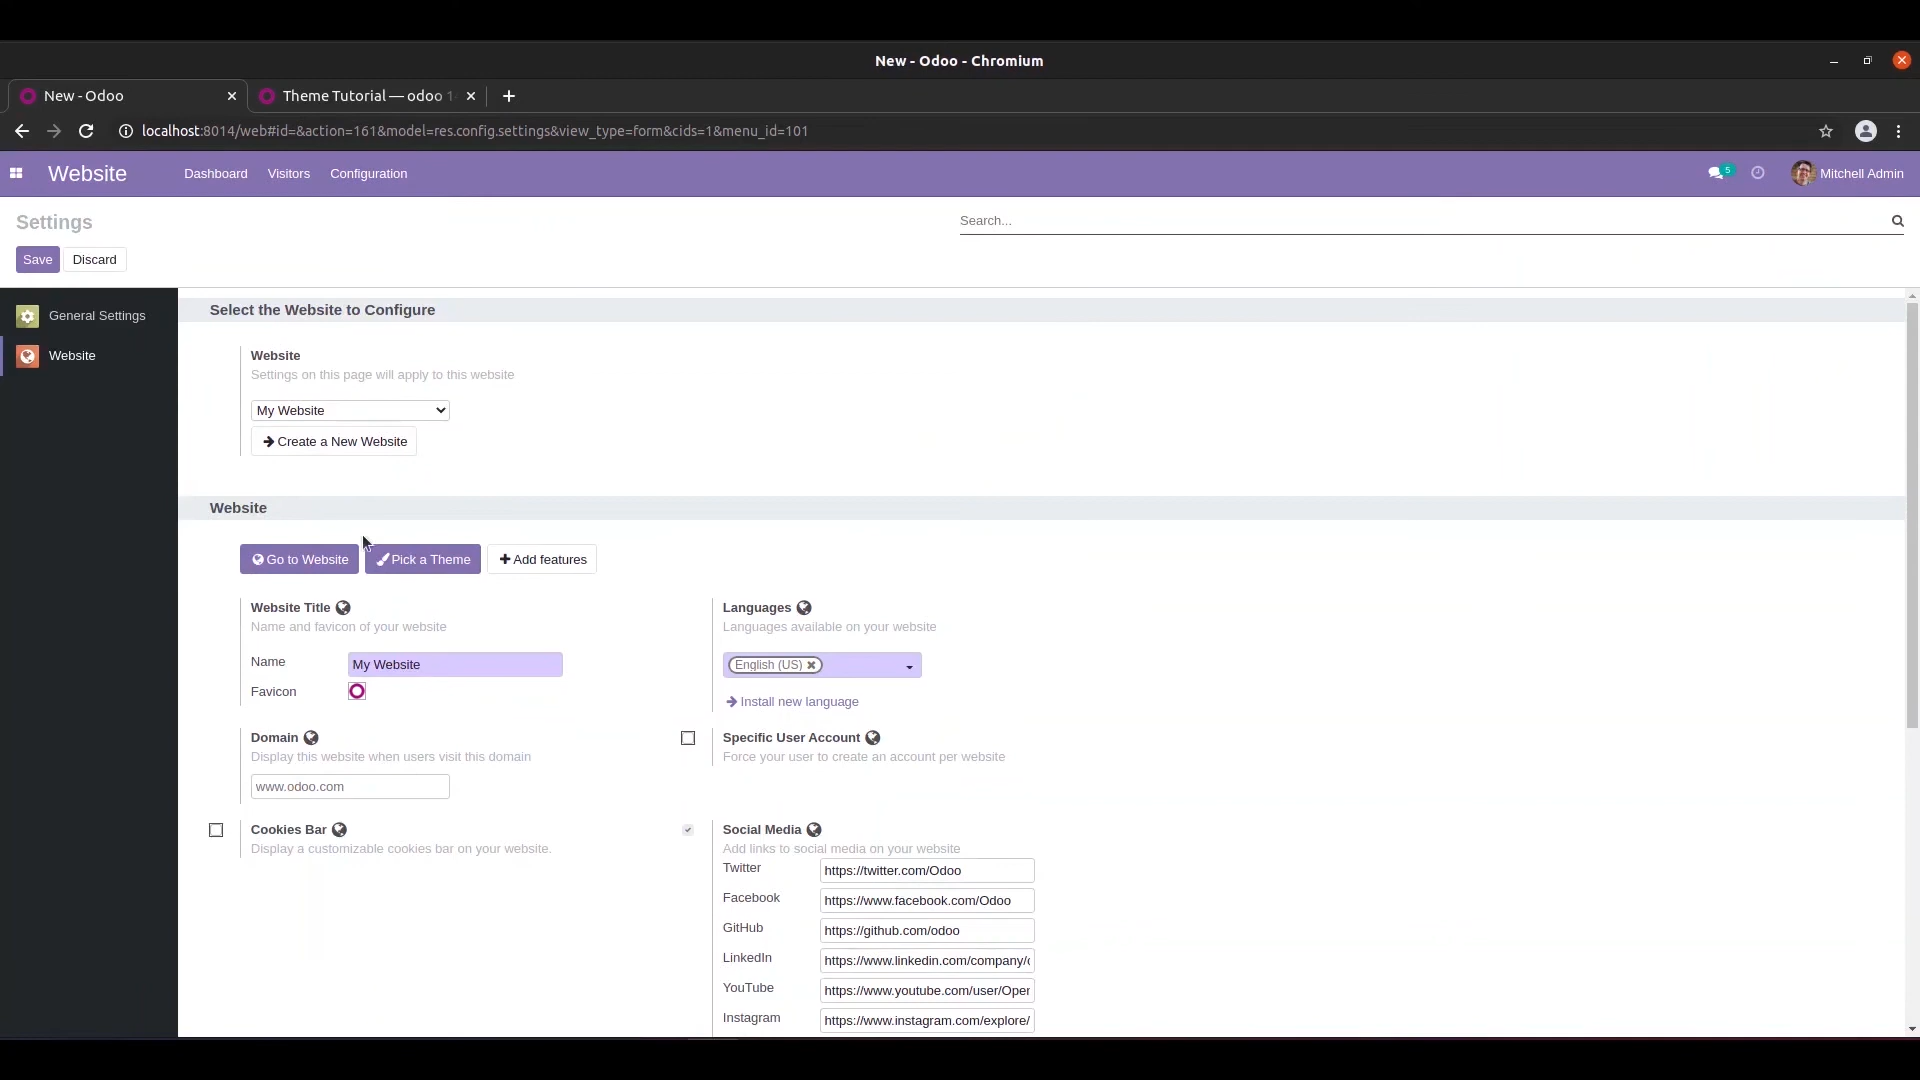 New - Odoo - Chromium
New - Odoo
Theme Tutorial — odoo 1
localhost:8014/web#id=&action=161&model=res.config.settings&view_type=form&cids=1&menu_id=101
Website
Dashboard
Visitors
Configuration
5
Mitchell Admin
Settings
Search...
Save
Discard
General Settings
Website
Select the Website to Configure
Website
Settings on this page will apply to this website
My Website
Create a New Website
Website
Go to Website
Pick a Theme
Add features
Website Title
Name and favicon of your website
Name
My Website
Favicon
Languages
Languages available on your website
English (US)
Install new language
Domain
Display this website when users visit this domain
www.odoo.com
Specific User Account
Force your user to create an account per website
Cookies Bar
Display a customizable cookies bar on your website.
Social Media
Add links to social media on your website
Twitter
https://twitter.com/Odoo
Facebook
https://www.facebook.com/Odoo
GitHub
https://github.com/odoo
LinkedIn
https://www.linkedin.com/company/
YouTube
https://www.youtube.com/user/Oper
Instagram
https://www.instagram.com/explore/